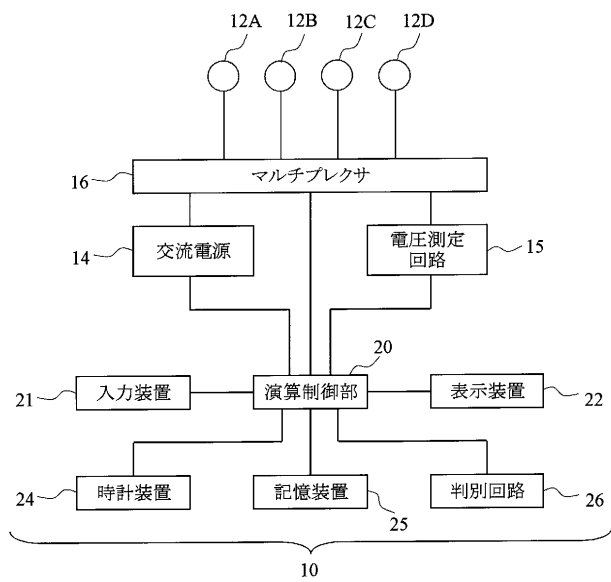 12A 12B 12C 12D
16 マルチプレクサ
14 交流電源
電圧測定
回路 15
20
21 入力装置 演算制御部 表示装置 22
24 時計装置 記憶装置 25 判別回路 26
10